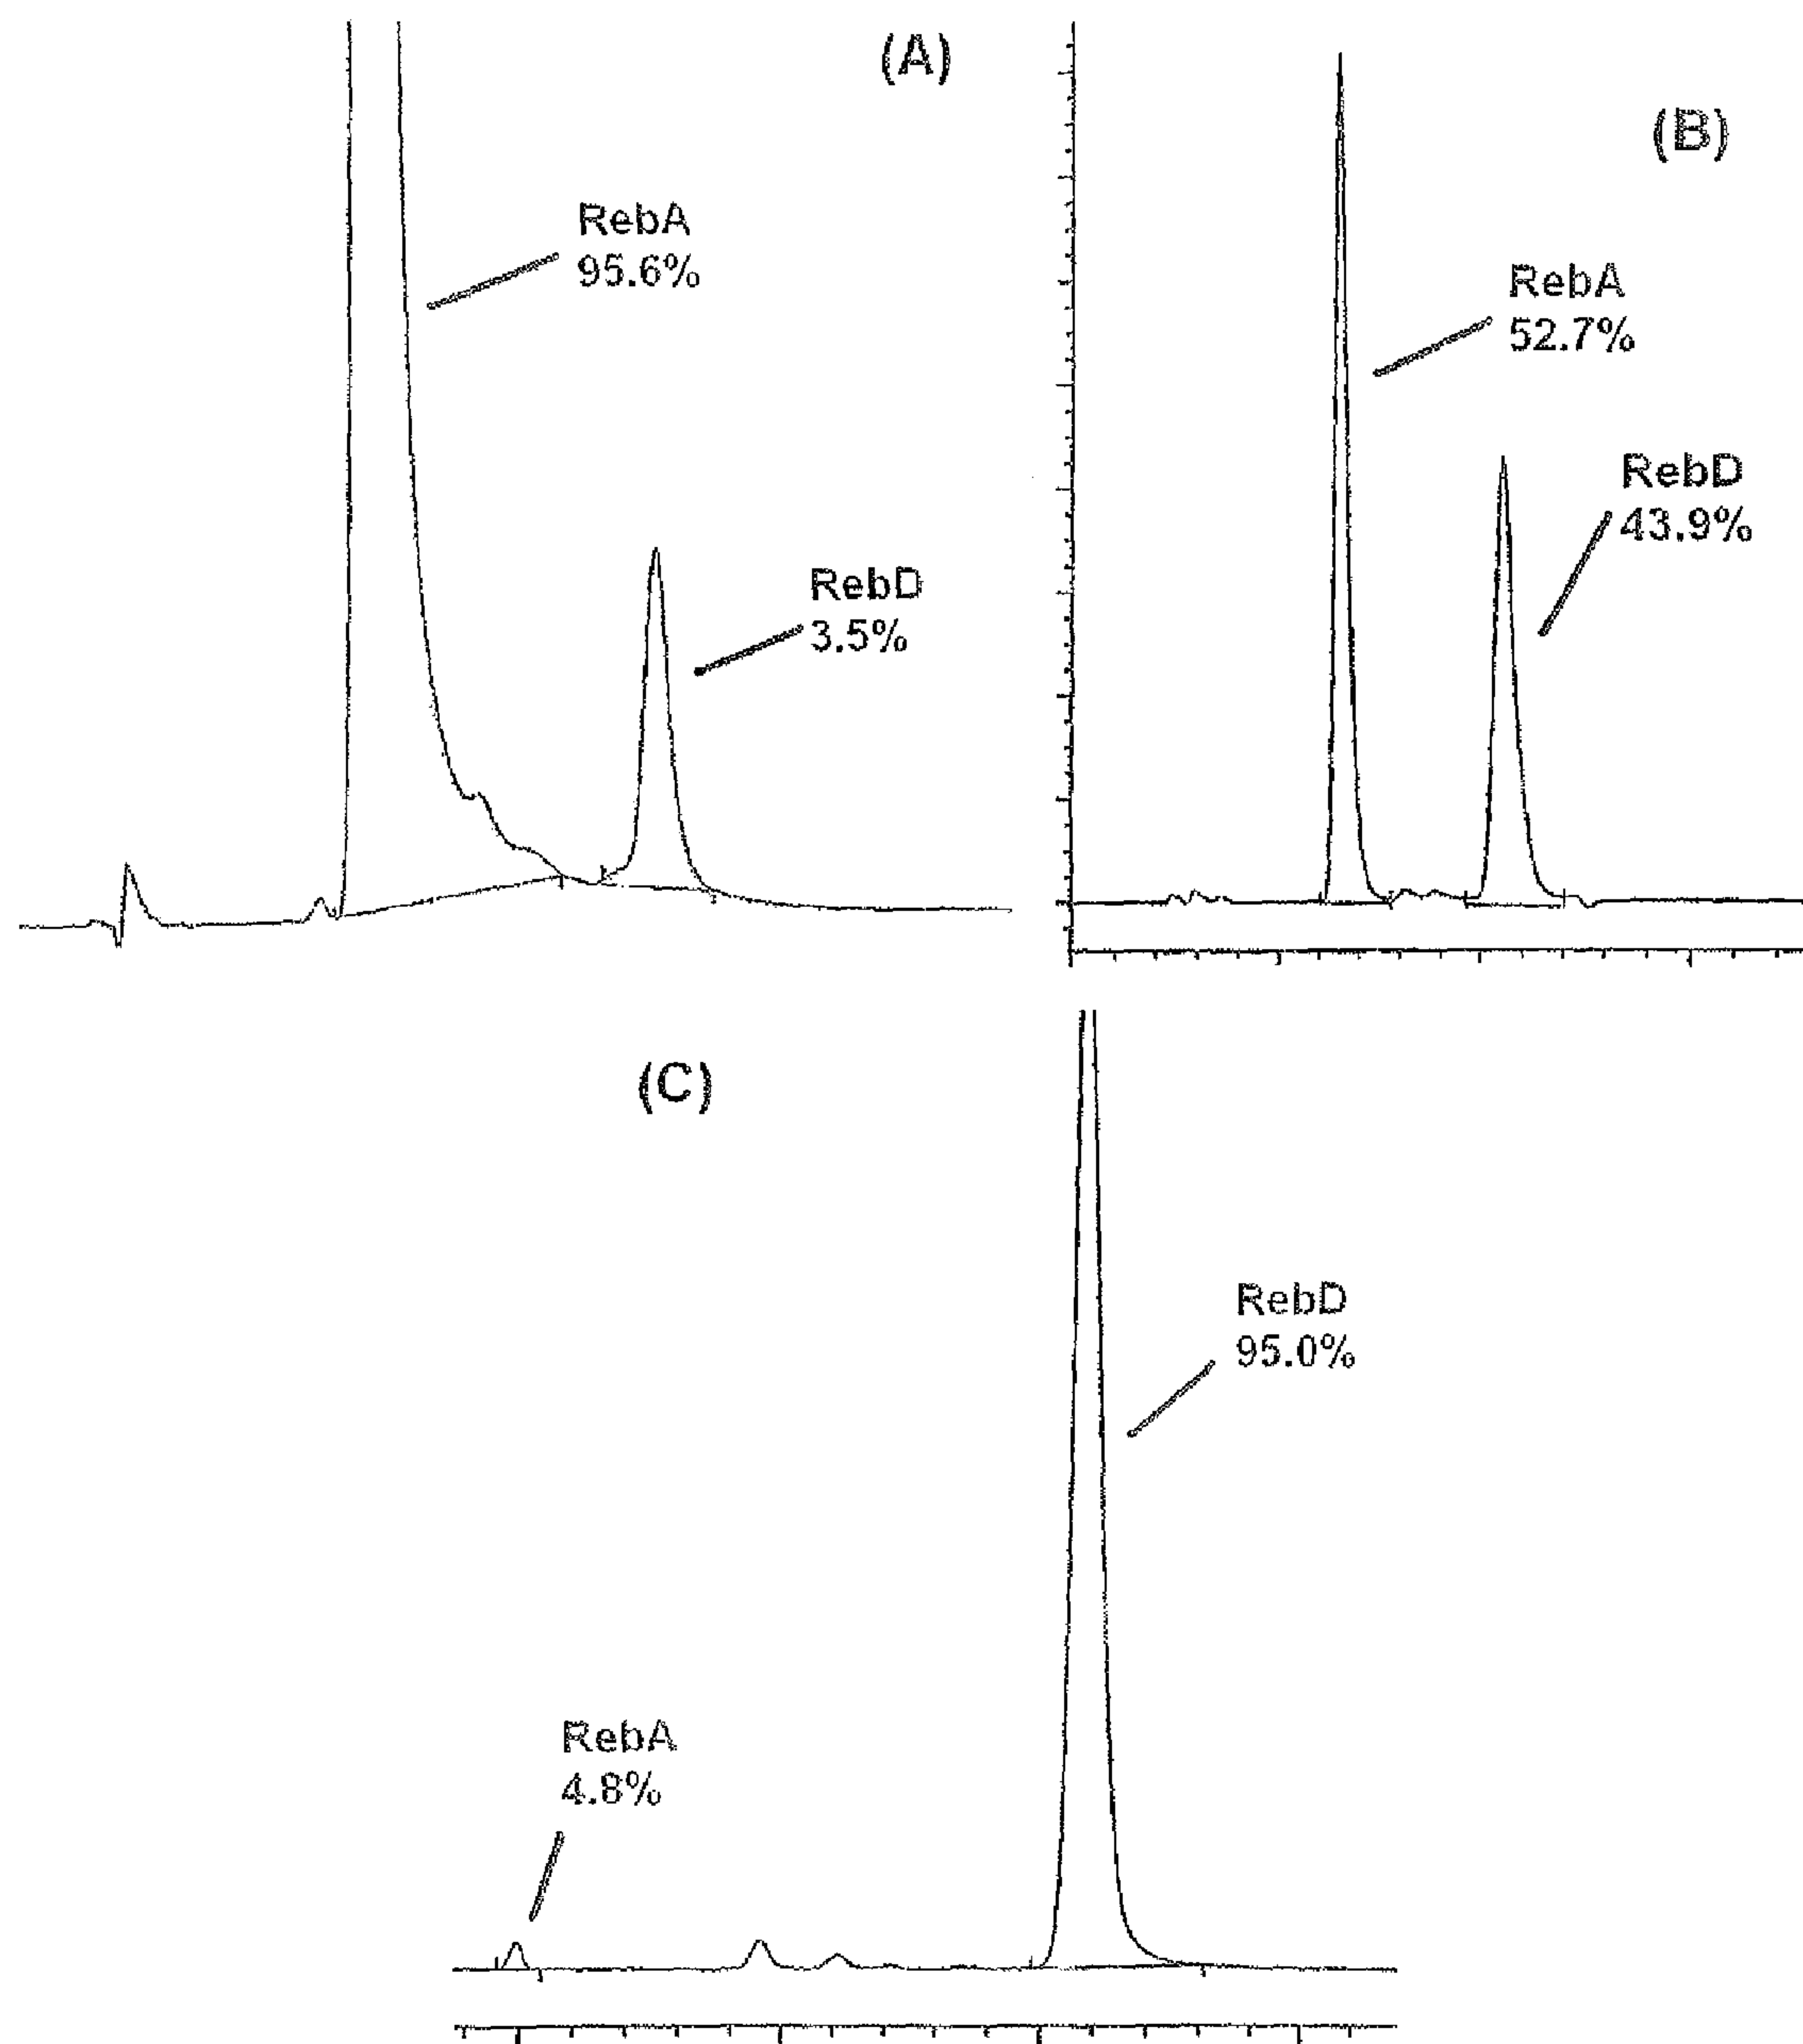 (A)
RebA
95.6%
RebD
3.5%
(B)
RebA
52.7%
RebD
43.9%
(C)
RebD
95.0%
RebA
4.8%